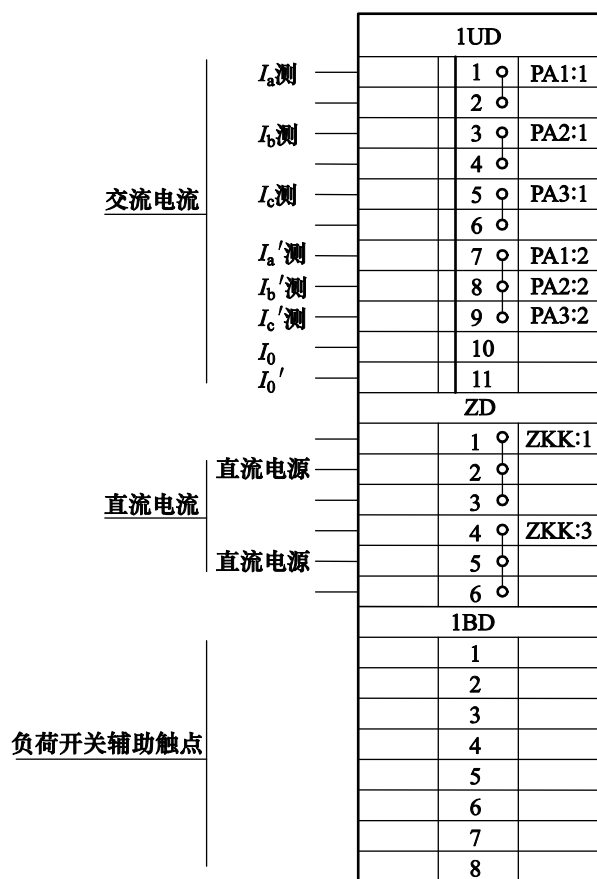 1UD
Ia测 1 PA1:1
2
Ib测 3 PA2:1
4
交流电流 Ic测 5 PA3:1
6
Ia′测 7 PA1:2
Ib′测 8 PA2:2
Ic′测 9 PA3:2
I0 10
I0′ 11
ZD
1 ZKK:1
直流电源 2
直流电流 3
4 ZKK:3
直流电源 5
6
1BD
1
2
3
负荷开关辅助触点 4
5
6
7
8